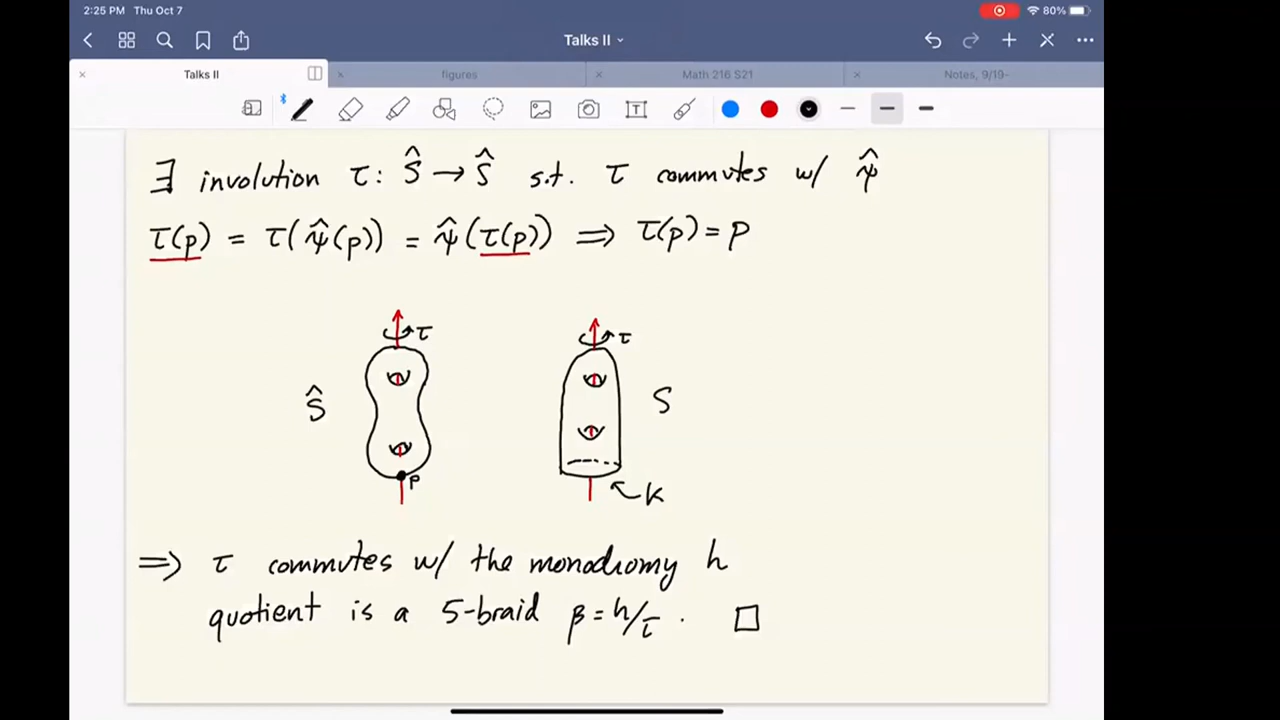 2:25 PM Thu Oct 7
80%
Talks II
Talks II
figures
Math 216 S21
Notes, 9/19-
∃ involution τ: Ŝ → Ŝ s.t. τ commutes w/ ψ̂
τ(p) = τ(ψ̂(p)) = ψ̂(τ(p)) ⟹ τ(p) = p
τ
τ
Ŝ
S
p
K
⟹ τ commutes w/ the monodromy h
quotient is a 5-braid β = h/τ . □